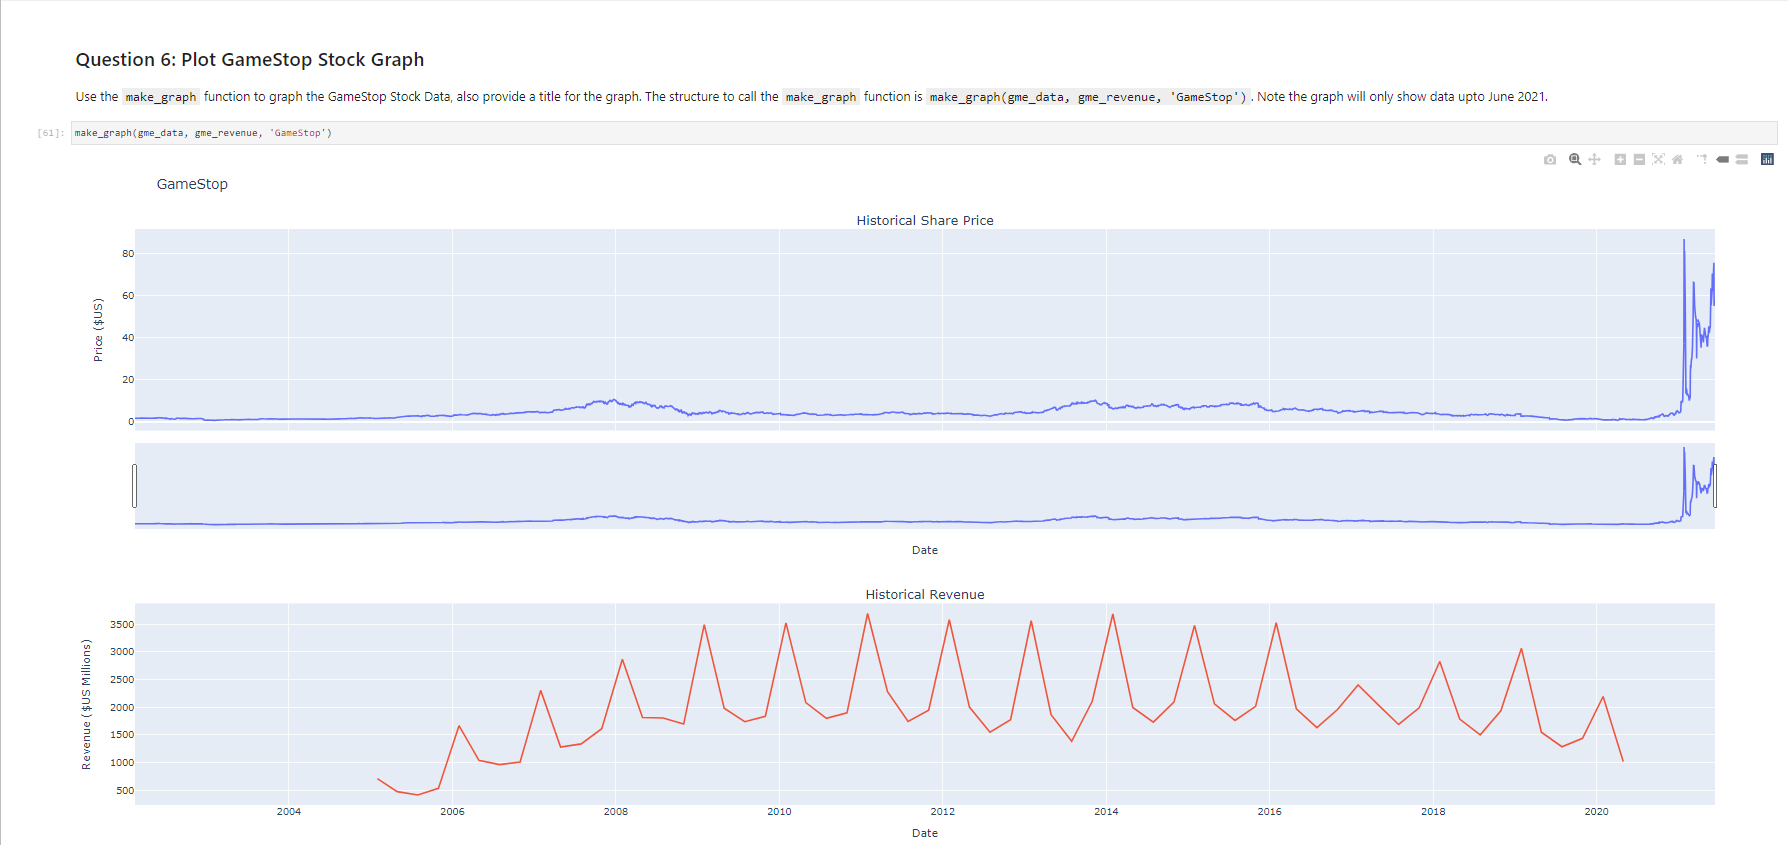 Question 6: Plot GameStop Stock Graph
Use the make_graph function to graph the GameStop Stock Data, also provide a title for the graph. The structure to call the make_graph function is make_graph(gme_data, gme_revenue, 'GameStop'). Note the graph will only show data upto June 2021.
[61]: make_graph(gme_data, gme_revenue, 'GameStop')
GameStop
Historical Share Price
Price ($US)
80
60
40
20
0
Date
Historical Revenue
Revenue ($US Millions)
3500
3000
2500
2000
1500
1000
500
2004 2006 2008 2010 2012 2014 2016 2018 2020
Date